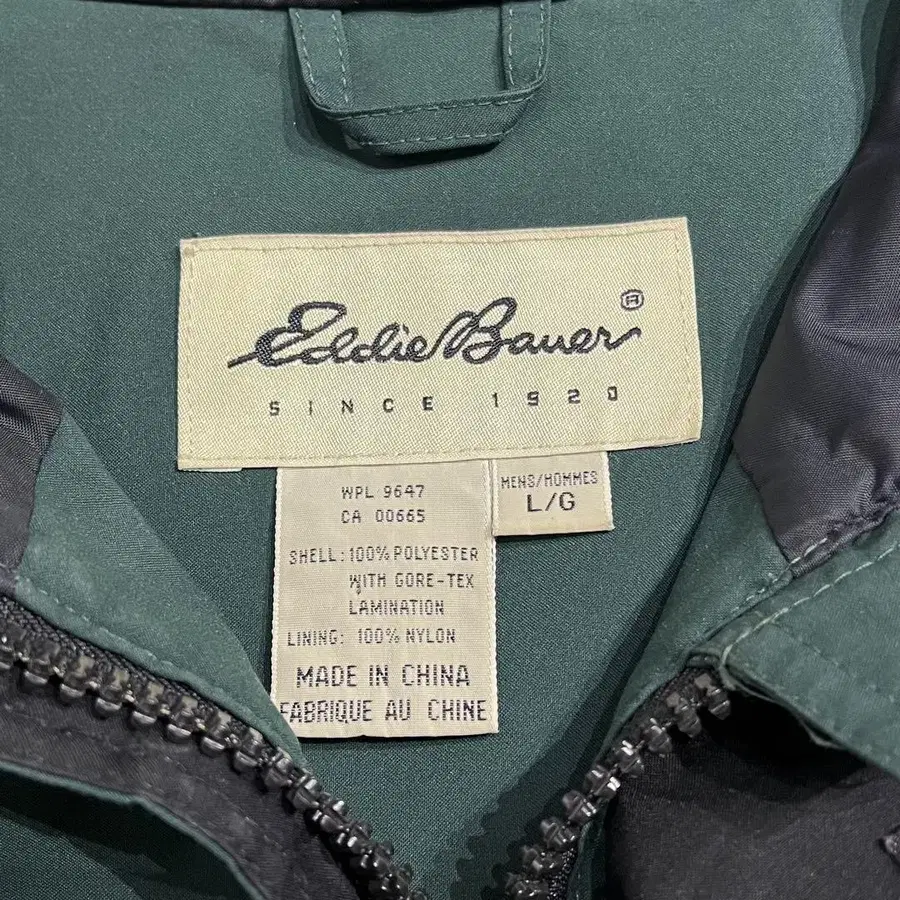 Eddie Bauer®
SINCE 1920
WPL 9647
CA 00665
SHELL: 100% POLYESTER
WITH GORE-TEX
LAMINATION
LINING: 100% NYLON
MADE IN CHINA
FABRIQUE AU CHINE
MENS/HOMMES
L/G